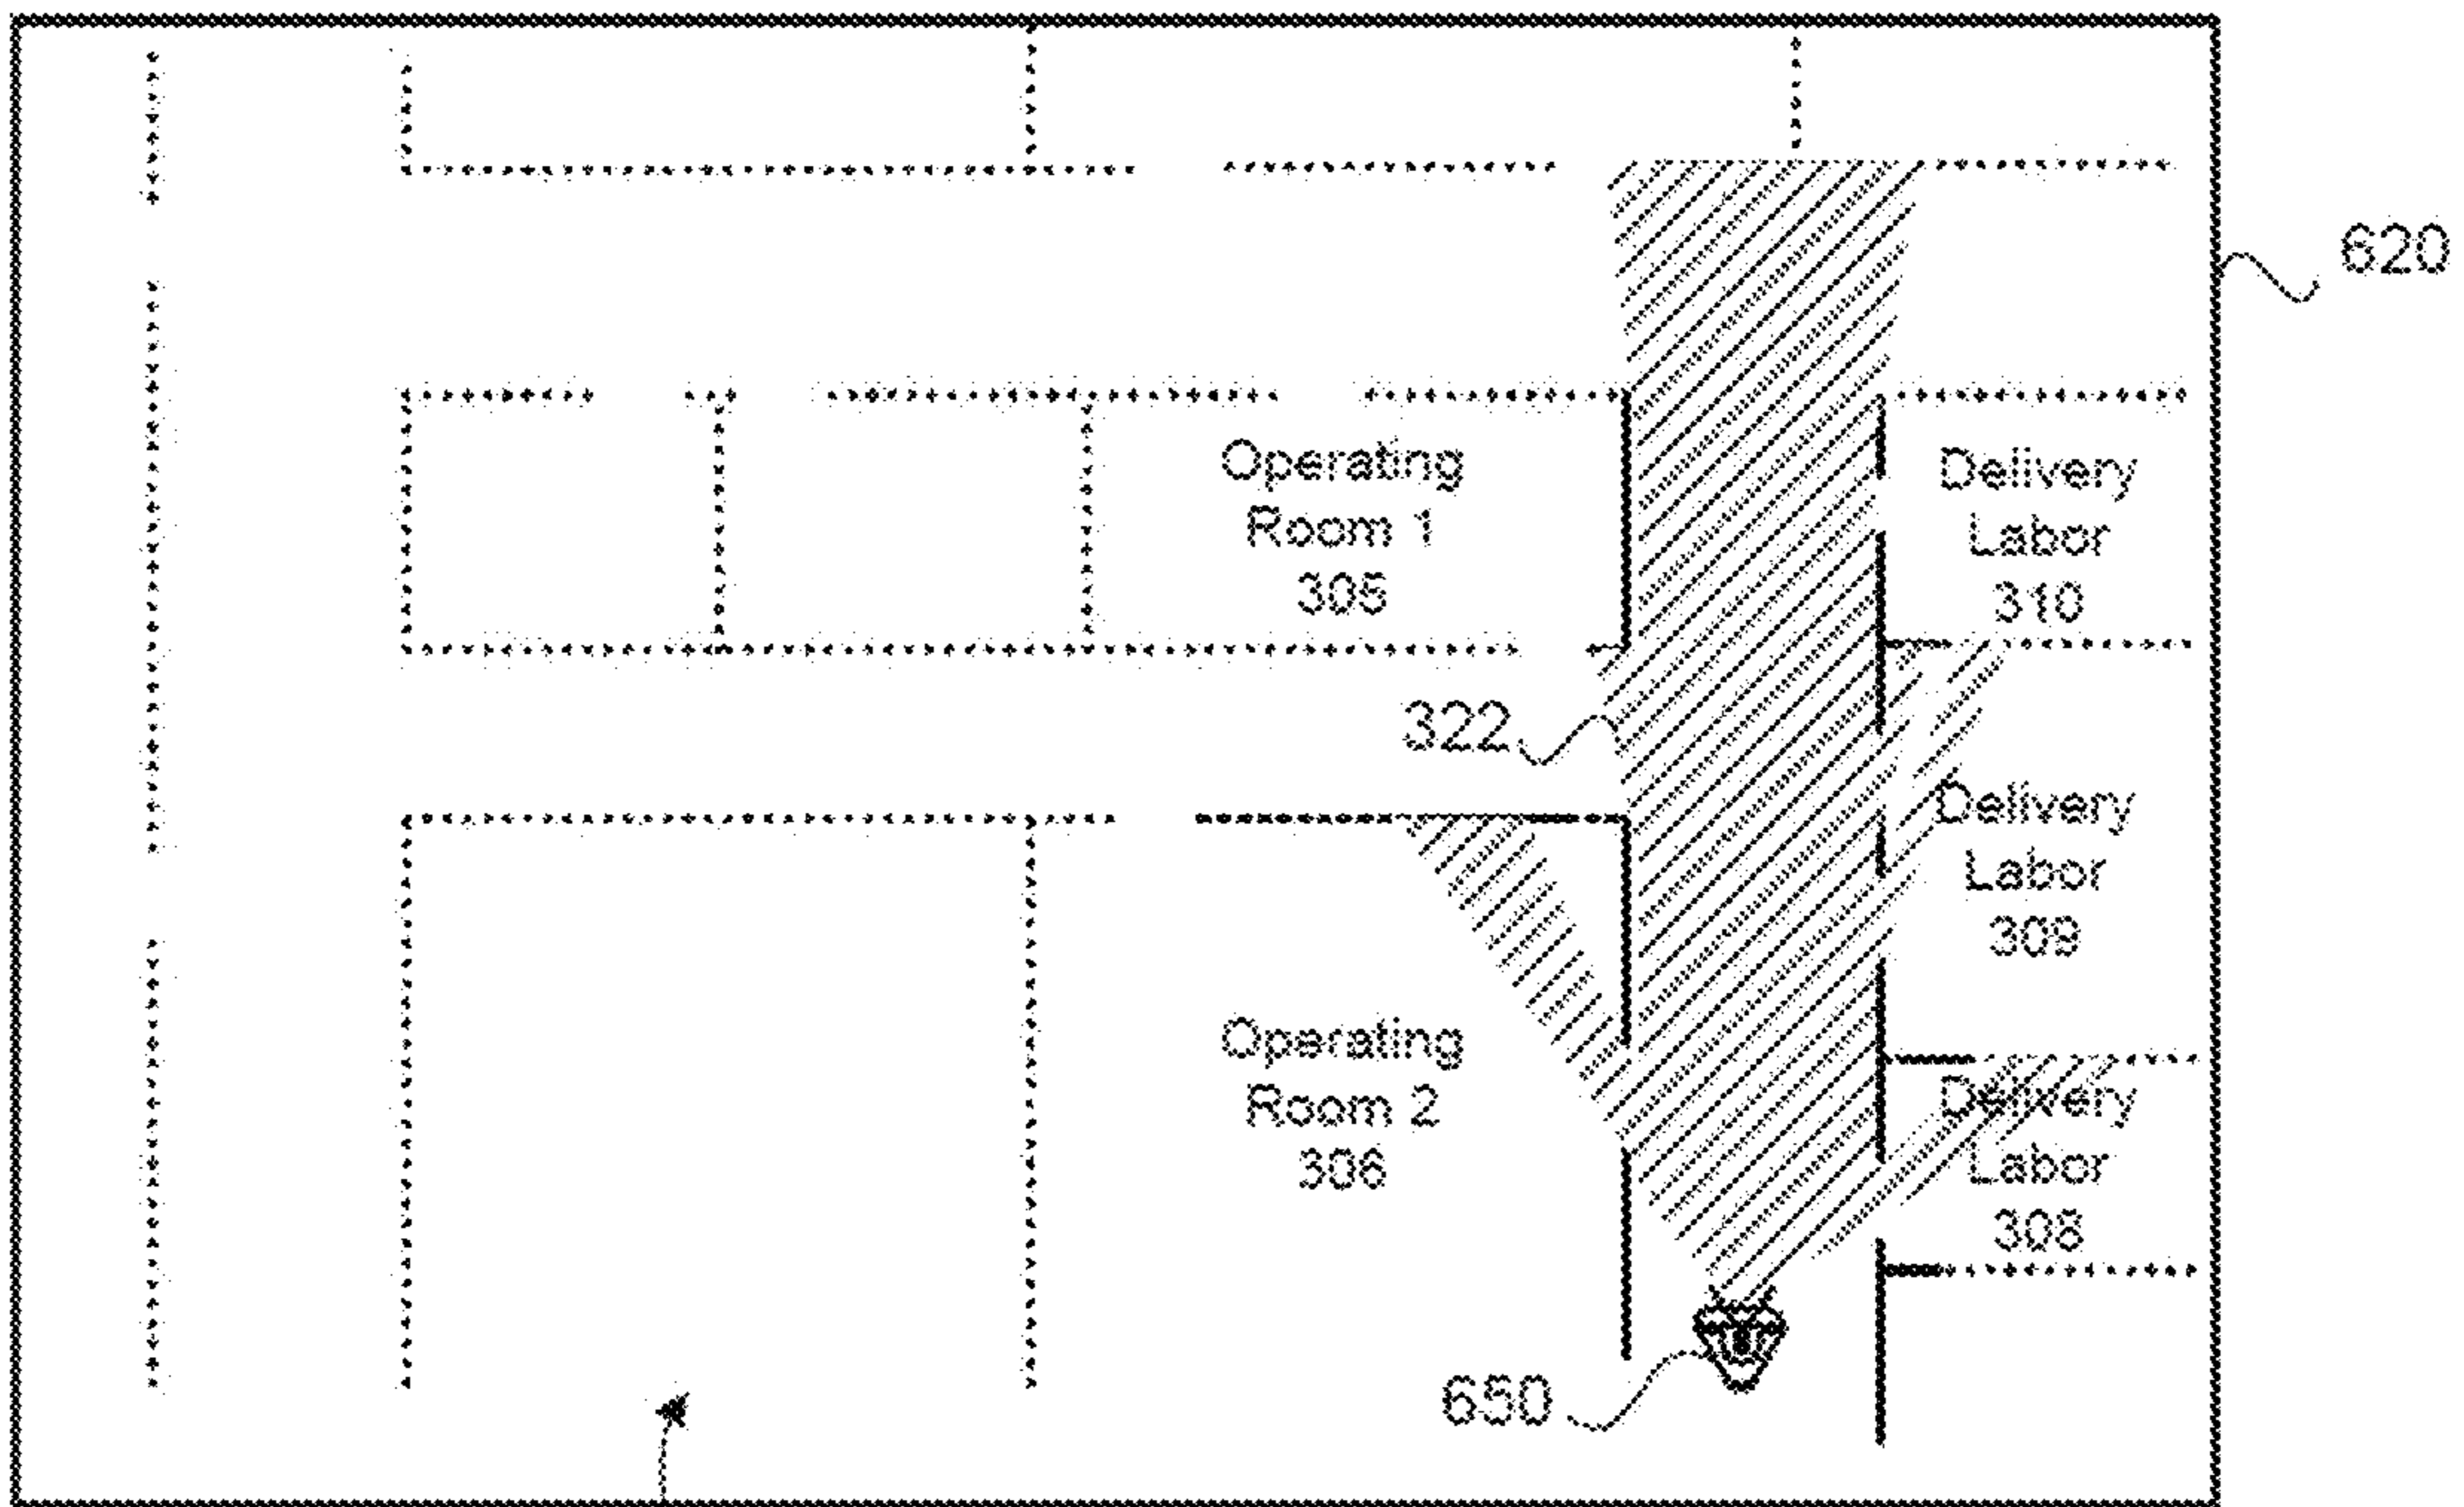 620
Operating
Room 1
305
Delivery
Labor
310
322
Delivery
Labor
309
Operating
Room 2
306
Delivery
Labor
308
650